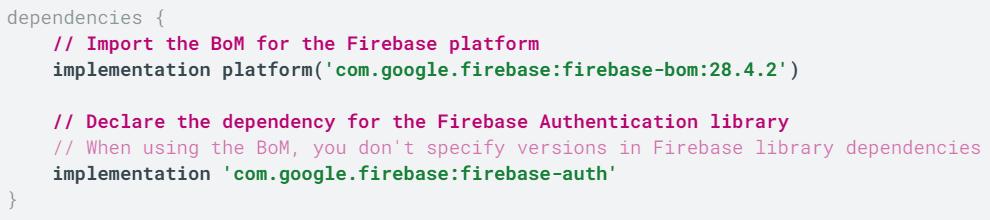 dependencies {
    // Import the BoM for the Firebase platform
    implementation platform('com.google.firebase:firebase-bom:28.4.2')

    // Declare the dependency for the Firebase Authentication library
    // When using the BoM, you don't specify versions in Firebase library dependencies
    implementation 'com.google.firebase:firebase-auth'
}